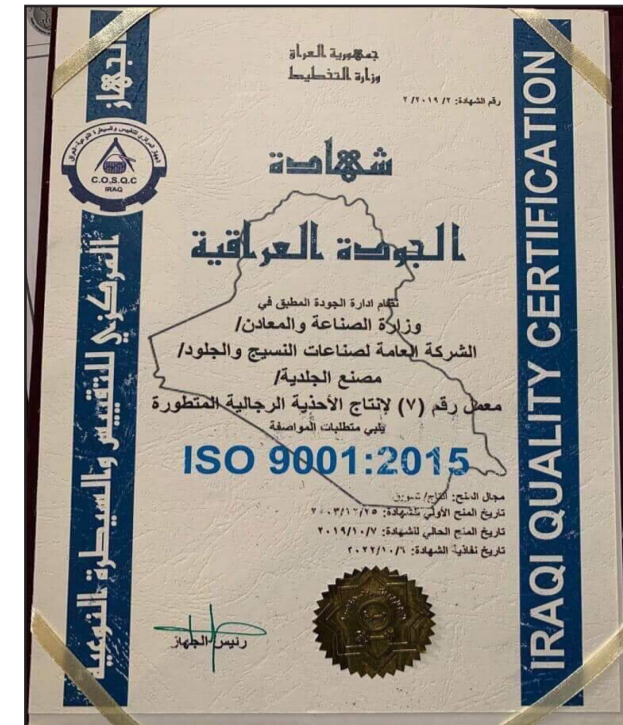 جمهورية العراق
وزارة التخطيط
رقم الشهادة: ٢/ ٢٠١٩/ ٢
شهادة
الجودة العراقية
نظام ادارة الجودة المطبق في
وزارة الصناعة والمعادن/
الشركة العامة لصناعات النسيج والجلود/
مصنع الجلدية/
معمل رقم (٧) لإنتاج الأحذية الرجالية المتطورة
يلبي متطلبات المواصفة
ISO 9001:2015
مجال المنح: انتاج/ تسويق
تاريخ المنح الأولي للشهادة:
تاريخ المنح الحالي للشهادة: ٢٠١٩/١٠/٧
تاريخ نفاذية الشهادة: ٢٠٢٢/١٠/٦
رئيس الجهاز
الجهاز
C.O.S.Q.C
IRAQ
المركزي للتقييس والسيطرة النوعية
IRAQI QUALITY CERTIFICATION